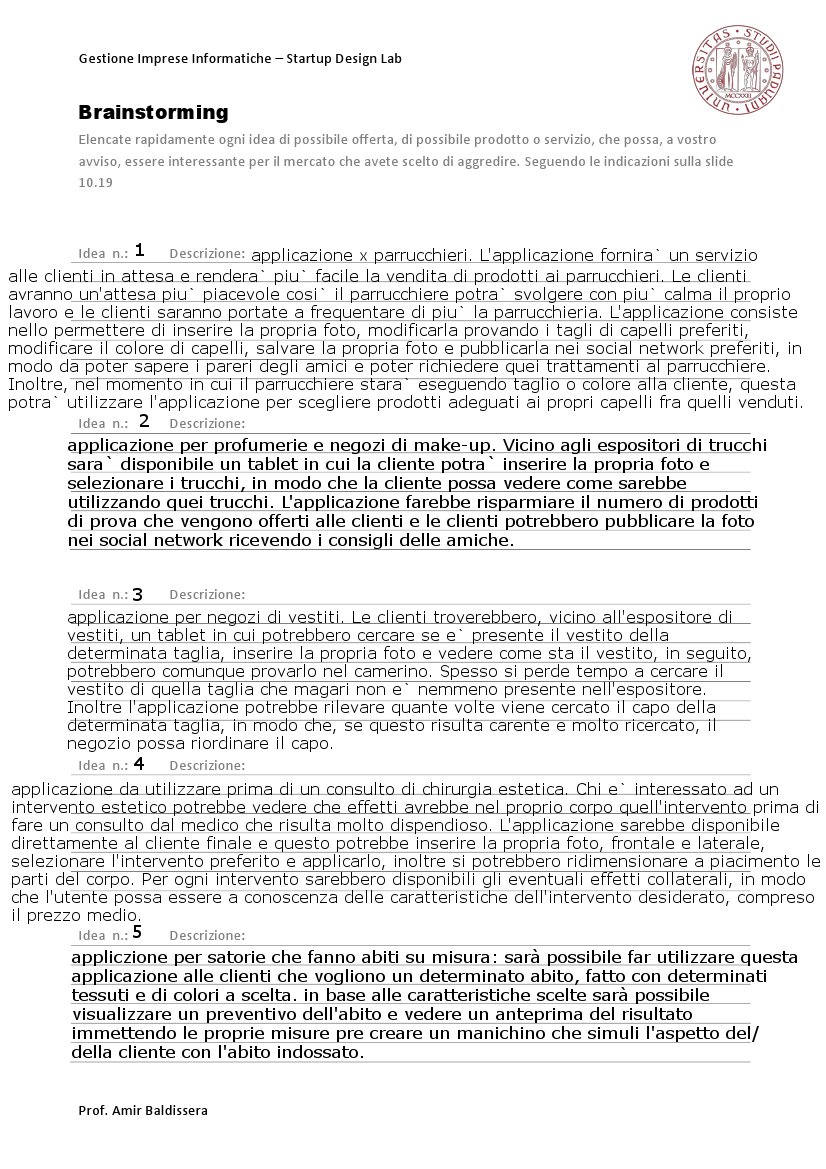 Gestione Imprese Informatiche – Startup Design Lab
UNIVERSITAS STUDII PADUANI
MCCXXII
Brainstorming
Elencate rapidamente ogni idea di possibile offerta, di possibile prodotto o servizio, che possa, a vostro
avviso, essere interessante per il mercato che avete scelto di aggredire. Seguendo le indicazioni sulla slide
10.19
Idea n.: 1 Descrizione: applicazione x parrucchieri. L'applicazione fornira` un servizio
alle clienti in attesa e rendera` piu` facile la vendita di prodotti ai parrucchieri. Le clienti
avranno un'attesa piu` piacevole cosi` il parrucchiere potra` svolgere con piu` calma il proprio
lavoro e le clienti saranno portate a frequentare di piu` la parrucchieria. L'applicazione consiste
nello permettere di inserire la propria foto, modificarla provando i tagli di capelli preferiti,
modificare il colore di capelli, salvare la propria foto e pubblicarla nei social network preferiti, in
modo da poter sapere i pareri degli amici e poter richiedere quei trattamenti al parrucchiere.
Inoltre, nel momento in cui il parrucchiere stara` eseguendo taglio o colore alla cliente, questa
potra` utilizzare l'applicazione per scegliere prodotti adeguati ai propri capelli fra quelli venduti.
Idea n.: 2 Descrizione:
applicazione per profumerie e negozi di make-up. Vicino agli espositori di trucchi
sara` disponibile un tablet in cui la cliente potra` inserire la propria foto e
selezionare i trucchi, in modo che la cliente possa vedere come sarebbe
utilizzando quei trucchi. L'applicazione farebbe risparmiare il numero di prodotti
di prova che vengono offerti alle clienti e le clienti potrebbero pubblicare la foto
nei social network ricevendo i consigli delle amiche.
Idea n.: 3 Descrizione:
applicazione per negozi di vestiti. Le clienti troverebbero, vicino all'espositore di
vestiti, un tablet in cui potrebbero cercare se e` presente il vestito della
determinata taglia, inserire la propria foto e vedere come sta il vestito, in seguito,
potrebbero comunque provarlo nel camerino. Spesso si perde tempo a cercare il
vestito di quella taglia che magari non e` nemmeno presente nell'espositore.
Inoltre l'applicazione potrebbe rilevare quante volte viene cercato il capo della
determinata taglia, in modo che, se questo risulta carente e molto ricercato, il
negozio possa riordinare il capo.
Idea n.: 4 Descrizione:
applicazione da utilizzare prima di un consulto di chirurgia estetica. Chi e` interessato ad un
intervento estetico potrebbe vedere che effetti avrebbe nel proprio corpo quell'intervento prima di
fare un consulto dal medico che risulta molto dispendioso. L'applicazione sarebbe disponibile
direttamente al cliente finale e questo potrebbe inserire la propria foto, frontale e laterale,
selezionare l'intervento preferito e applicarlo, inoltre si potrebbero ridimensionare a piacimento le
parti del corpo. Per ogni intervento sarebbero disponibili gli eventuali effetti collaterali, in modo
che l'utente possa essere a conoscenza delle caratteristiche dell'intervento desiderato, compreso
il prezzo medio.
Idea n.: 5 Descrizione:
appliczione per satorie che fanno abiti su misura: sarà possibile far utilizzare questa
applicazione alle clienti che vogliono un determinato abito, fatto con determinati
tessuti e di colori a scelta. in base alle caratteristiche scelte sarà possibile
visualizzare un preventivo dell'abito e vedere un anteprima del risultato
immettendo le proprie misure pre creare un manichino che simuli l'aspetto del/
della cliente con l'abito indossato.
Prof. Amir Baldissera